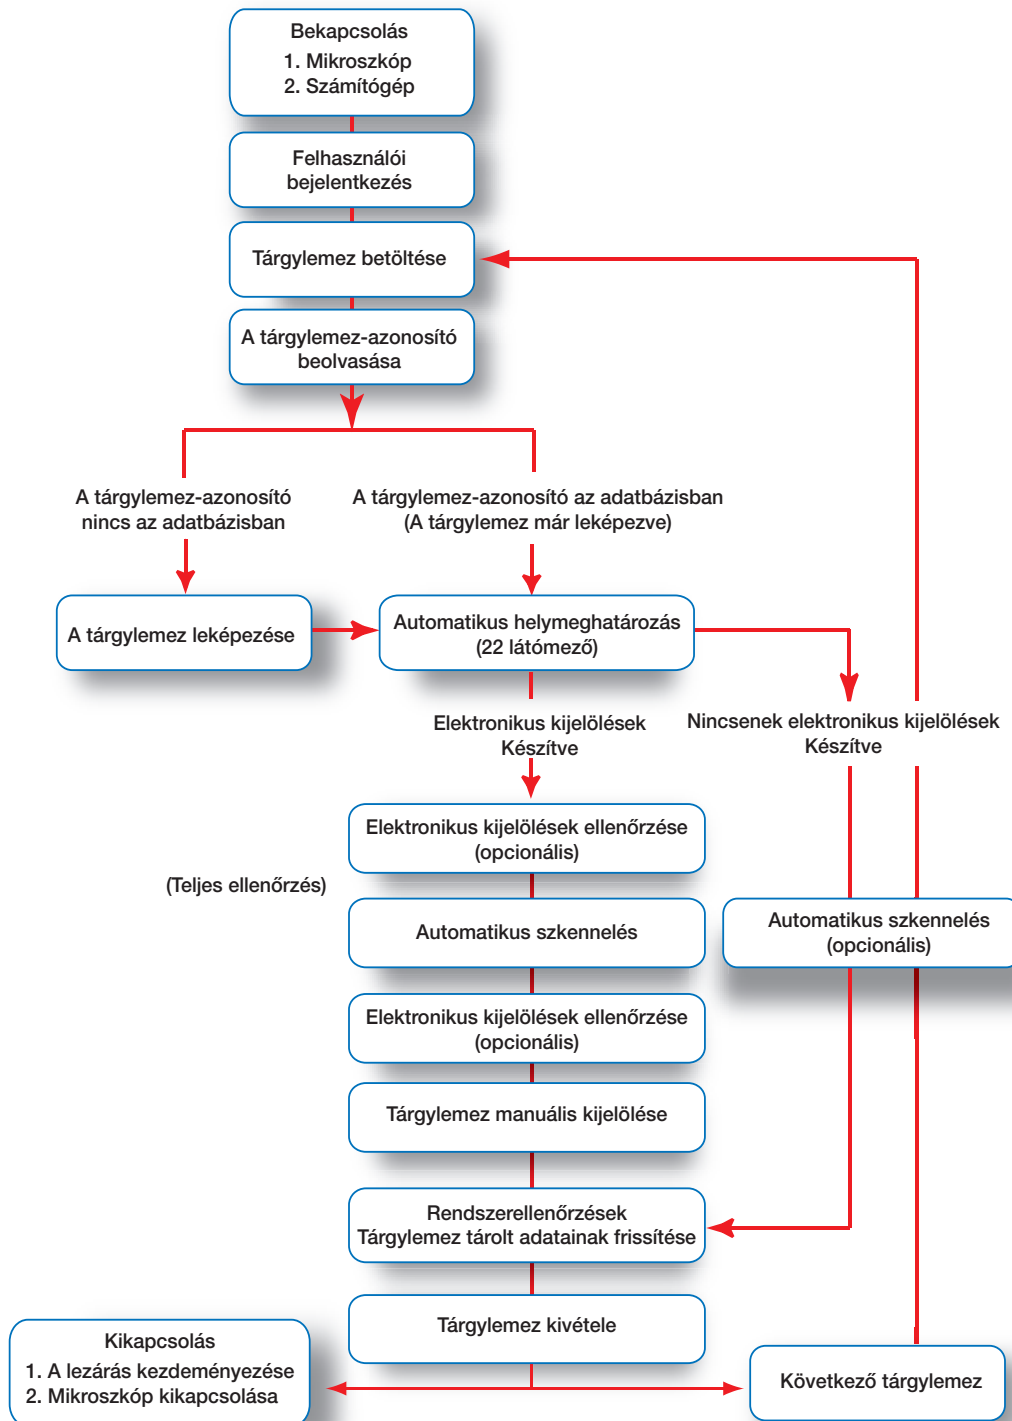 Bekapcsolás
1. Mikroszkóp
2. Számítógép
Felhasználói
bejelentkezés
Tárgylemez betöltése
A tárgylemez-azonosító
beolvasása
A tárgylemez-azonosító
nincs az adatbázisban
A tárgylemez-azonosító az adatbázisban
(A tárgylemez már leképezve)
A tárgylemez leképezése
Automatikus helymeghatározás
(22 látómező)
Elektronikus kijelölések
Készítve
Nincsenek elektronikus kijelölések
Készítve
Elektronikus kijelölések ellenőrzése
(opcionális)
(Teljes ellenőrzés)
Automatikus szkennelés
Automatikus szkennelés
(opcionális)
Elektronikus kijelölések ellenőrzése
(opcionális)
Tárgylemez manuális kijelölése
Rendszerellenőrzések
Tárgylemez tárolt adatainak frissítése
Tárgylemez kivétele
Kikapcsolás
1. A lezárás kezdeményezése
2. Mikroszkóp kikapcsolása
Következő tárgylemez